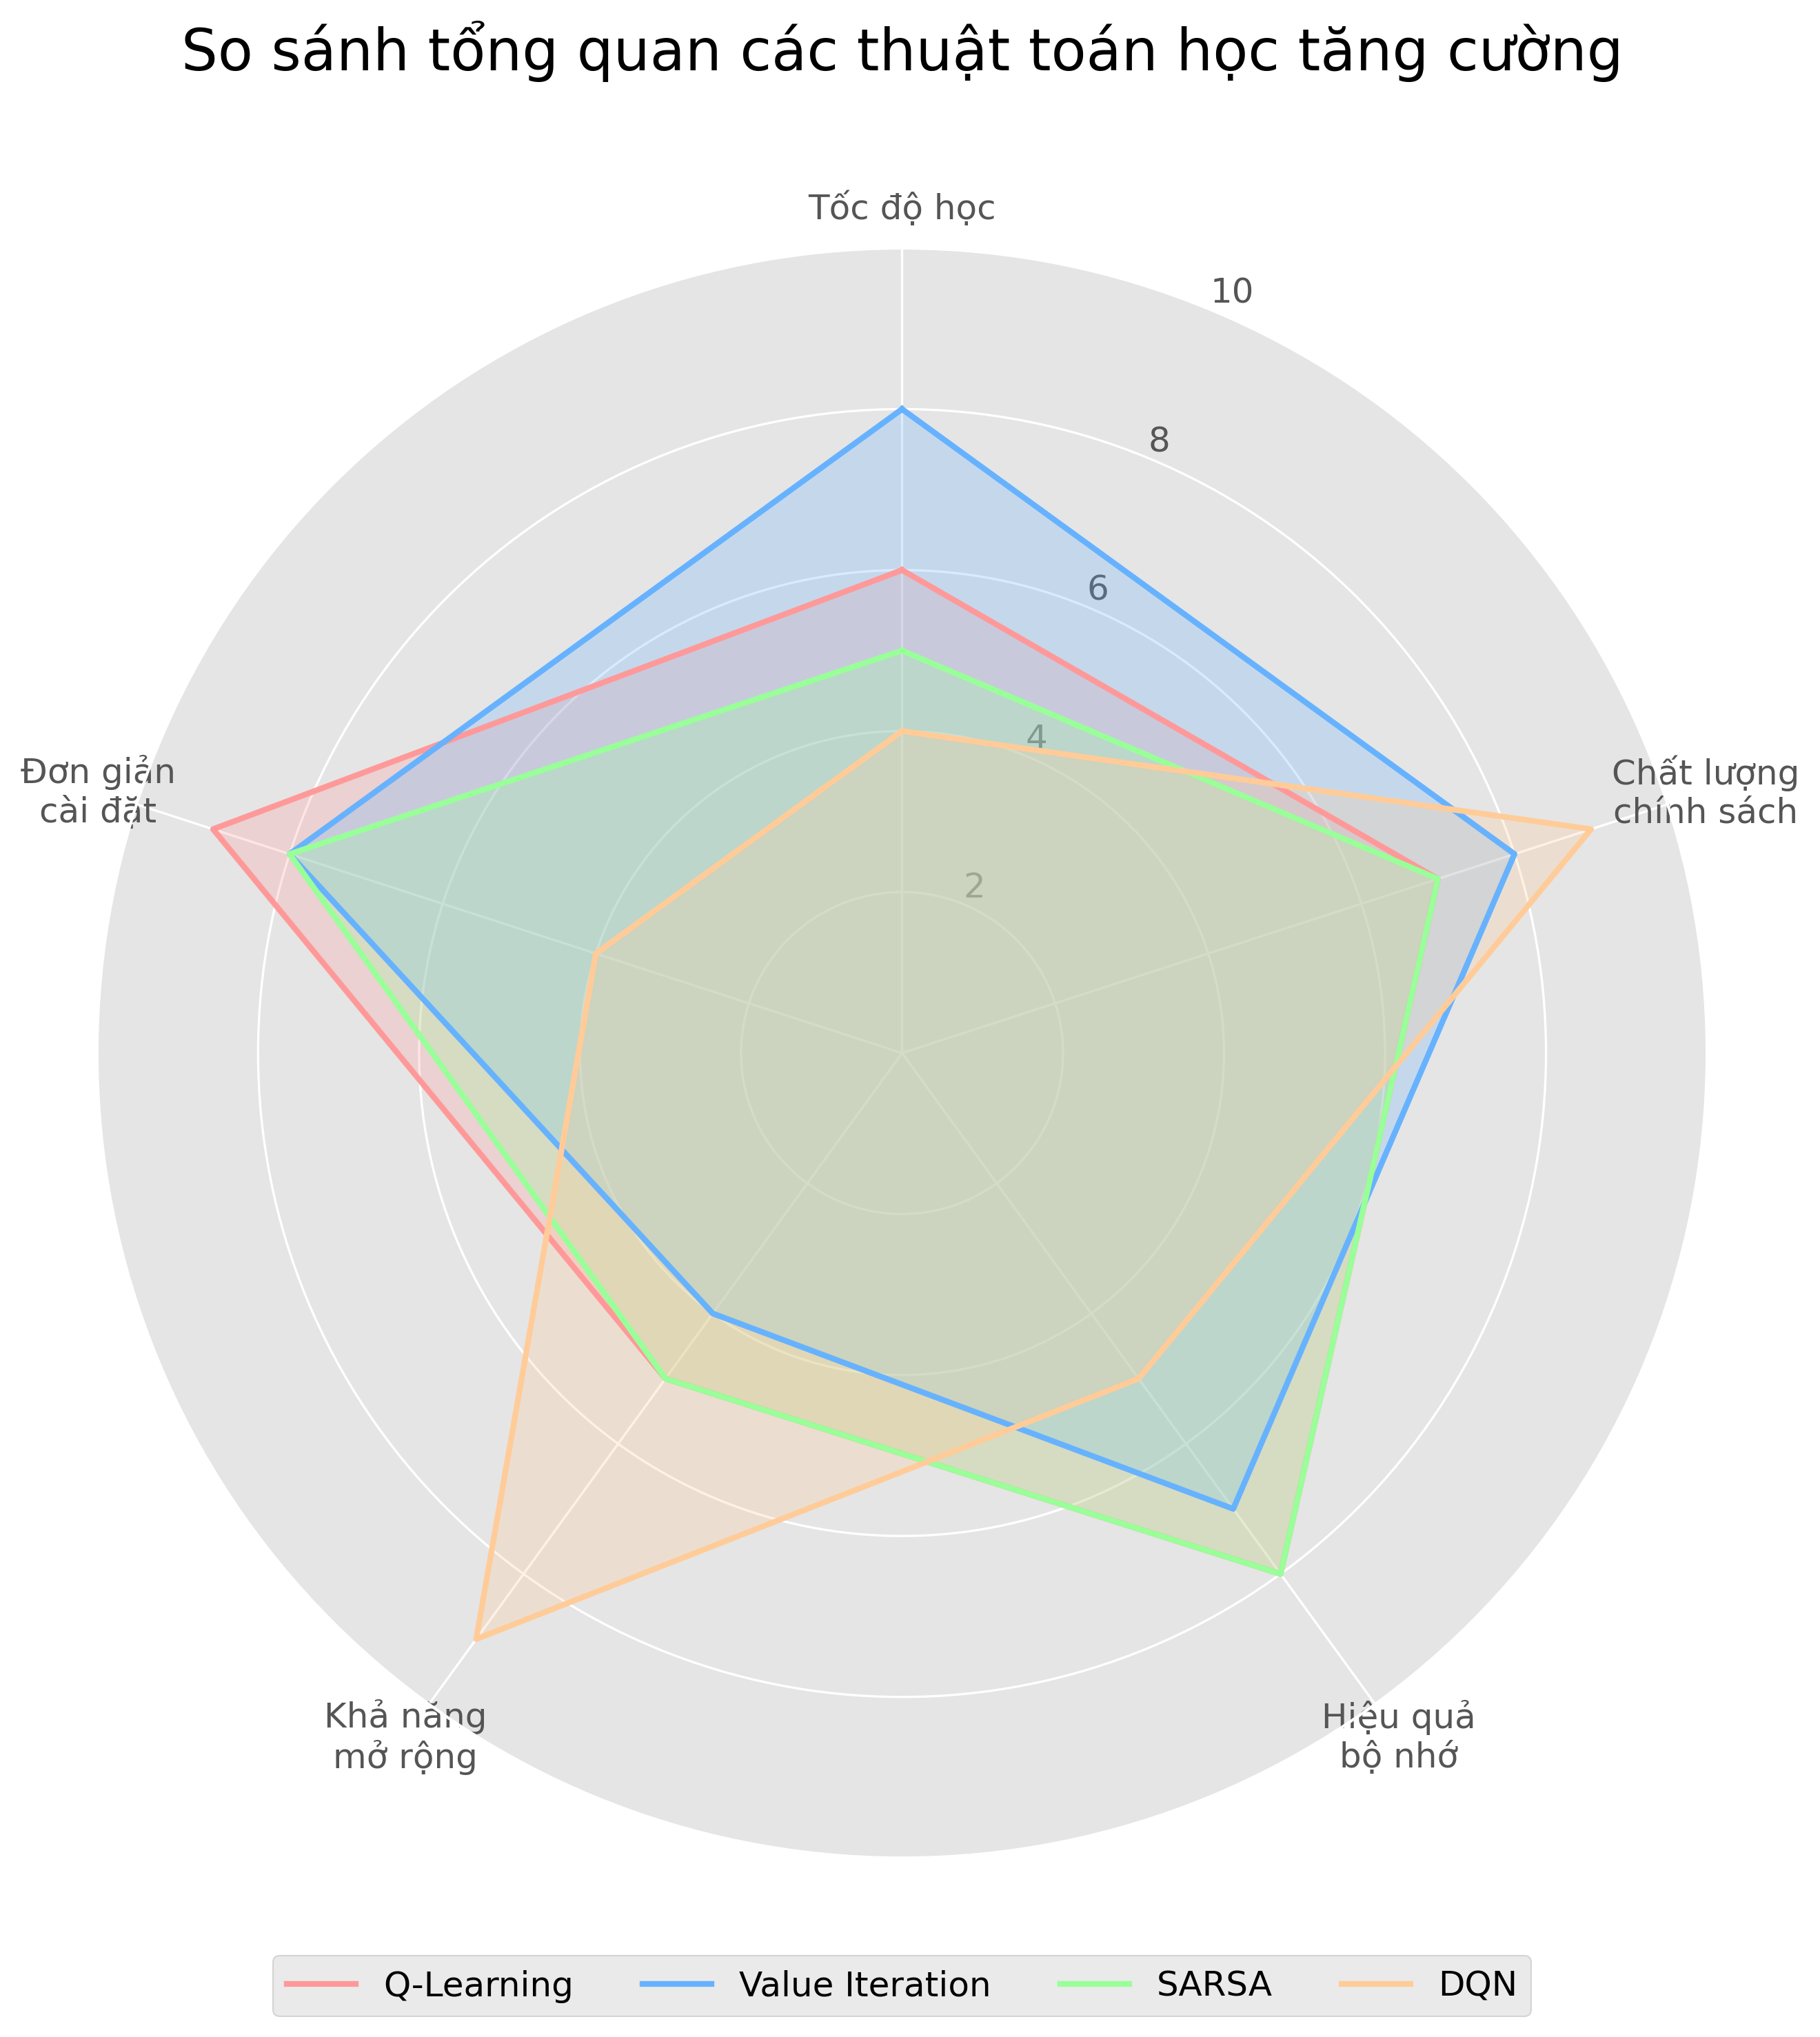 So sánh tổng quan các thuật toán học tăng cường
Tốc độ học
10
8
6
4
2
Đơn giản
cài đặt
Chất lượng
chính sách
Khả năng
mở rộng
Hiệu quả
bộ nhớ
Q-Learning
Value Iteration
SARSA
DQN